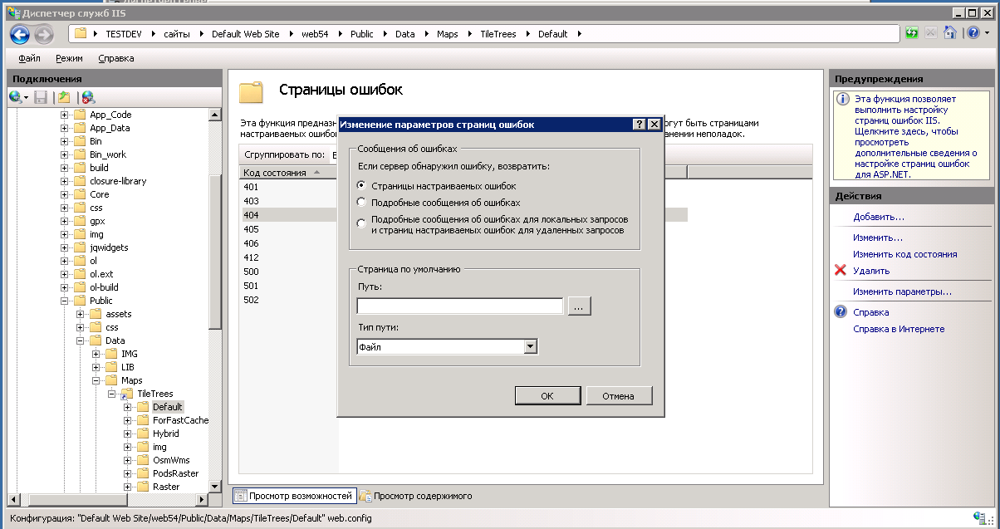 Диспетчер служб IIS
TESTDEV сайты Default Web Site web54 Public Data Maps TileTrees Default
Файл Режим Справка
Подключения
App_Code
App_Data
Bin
Bin_work
build
closure-library
Core
css
gpx
img
jqwidgets
ol
ol.ext
ol-build
Public
assets
css
Data
IMG
LIB
Maps
TileTrees
Default
ForFastCache
Hybrid
img
OsmWms
PodsRaster
Raster
Страницы ошибок
Эта функция предназн
огут быть страницами
настраиваемых ошибо
анении неполадок.
Сгруппировать по:
Код состояния
401
403
404
405
406
412
500
501
502
Изменение параметров страниц ошибок
Сообщения об ошибках
Если сервер обнаружил ошибку, возвратить:
Страницы настраиваемых ошибок
Подробные сообщения об ошибках
Подробные сообщения об ошибках для локальных запросов
и страниц настраиваемых ошибок для удаленных запросов
Страница по умолчанию
Путь:
...
Тип пути:
Файл
ОК Отмена
Просмотр возможностей Просмотр содержимого
Предупреждения
Эта функция позволяет
выполнить настройку
страниц ошибок IIS.
Щелкните здесь, чтобы
просмотреть
дополнительные сведения о
настройке страниц ошибок
для ASP.NET.
Действия
Добавить...
Изменить...
Изменить код состояния
Удалить
Изменить параметры...
Справка
Справка в Интернете
Конфигурация: "Default Web Site/web54/Public/Data/Maps/TileTrees/Default" web.config